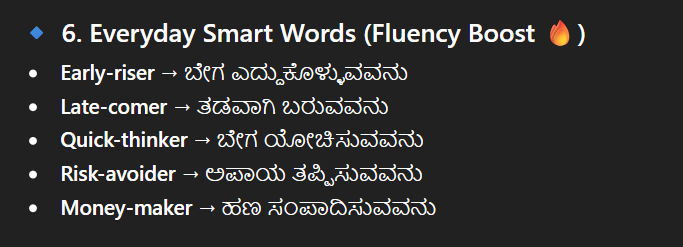 🔹 6. Everyday Smart Words (Fluency Boost 🔥)
• Early-riser → ಬೇಗ ಎದ್ದುಕೊಳ್ಳುವವನು
• Late-comer → ತಡವಾಗಿ ಬರುವವನು
• Quick-thinker → ಬೇಗ ಯೋಚಿಸುವವನು
• Risk-avoider → ಅಪಾಯ ತಪ್ಪಿಸುವವನು
• Money-maker → ಹಣ ಸಂಪಾದಿಸುವವನು